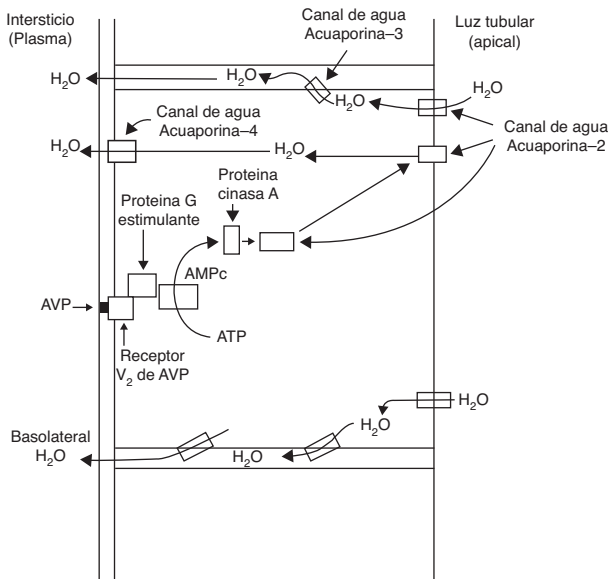 Intersticio
(Plasma)
Canal de agua
Acuaporina–3
Luz tubular
(apical)
H₂O
H₂O
H₂O
H₂O
Canal de agua
Acuaporina–4
Canal de agua
Acuaporina–2
H₂O
H₂O
Proteina
cinasa A
Proteina G
estimulante
AMPc
AVP
ATP
Receptor
V₂ de AVP
H₂O
H₂O
Basolateral
H₂O
H₂O